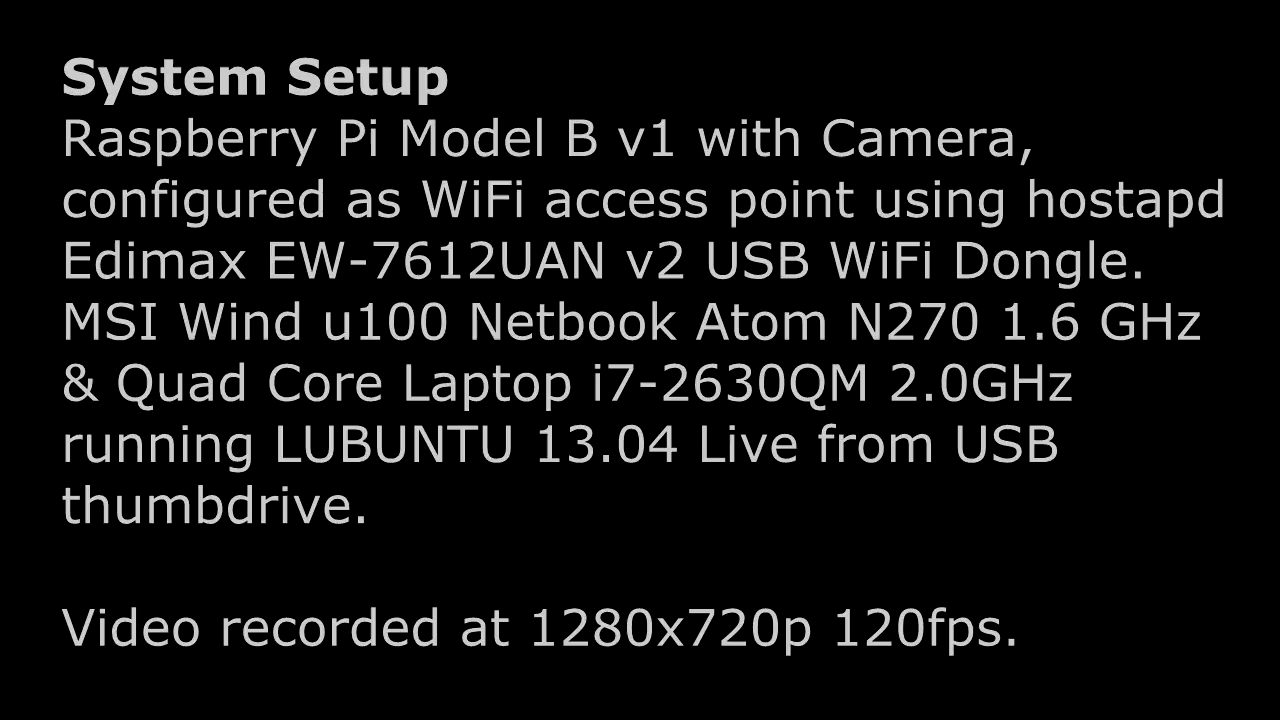 System Setup
Raspberry Pi Model B v1 with Camera,
configured as WiFi access point using hostapd
Edimax EW-7612UAN v2 USB WiFi Dongle.
MSI Wind u100 Netbook Atom N270 1.6 GHz
& Quad Core Laptop i7-2630QM 2.0GHz
running LUBUNTU 13.04 Live from USB
thumbdrive.
Video recorded at 1280x720p 120fps.